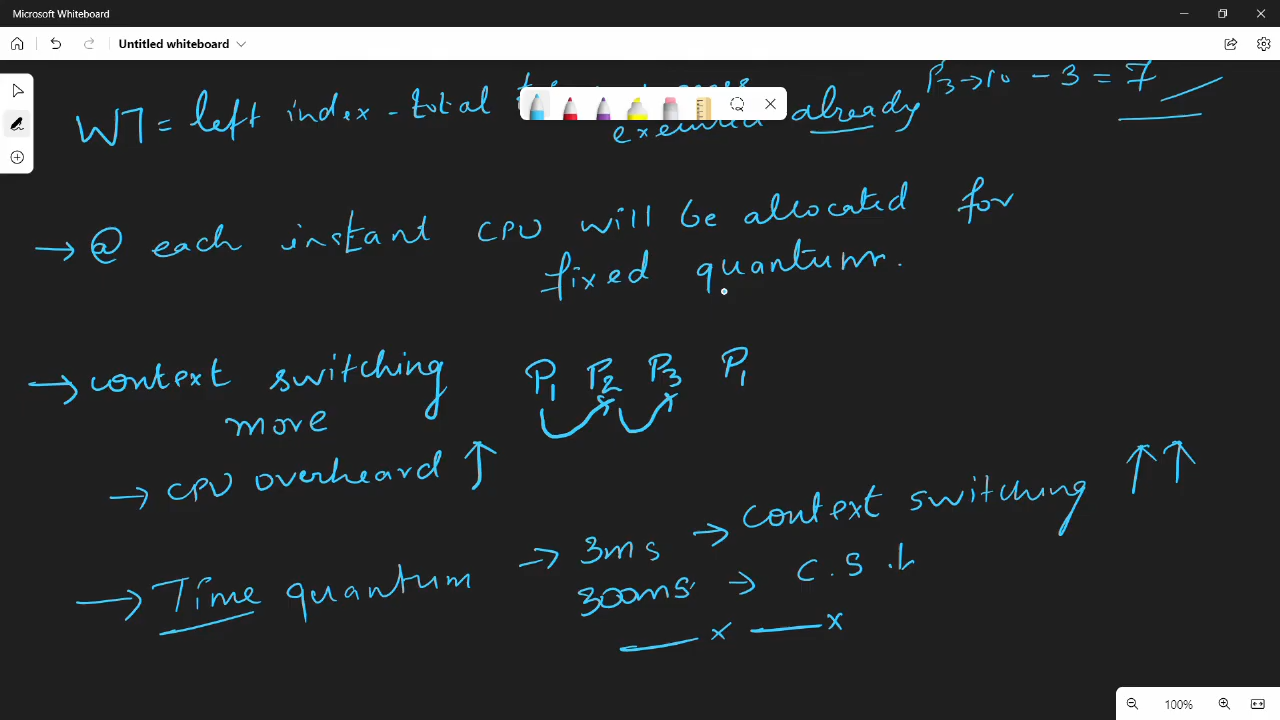 Microsoft Whiteboard
Untitled whiteboard
P3 → 10 - 3 = 7
WT = left index - total
executed already
→ @ each instant CPU will be allocated for
fixed quantum.
→ context switching P1 P2 P3 P1
more
→ CPU overheard ↑
→ Time quantum → 3ms → context switching ↑↑
300ms → C.S.
x x
100%